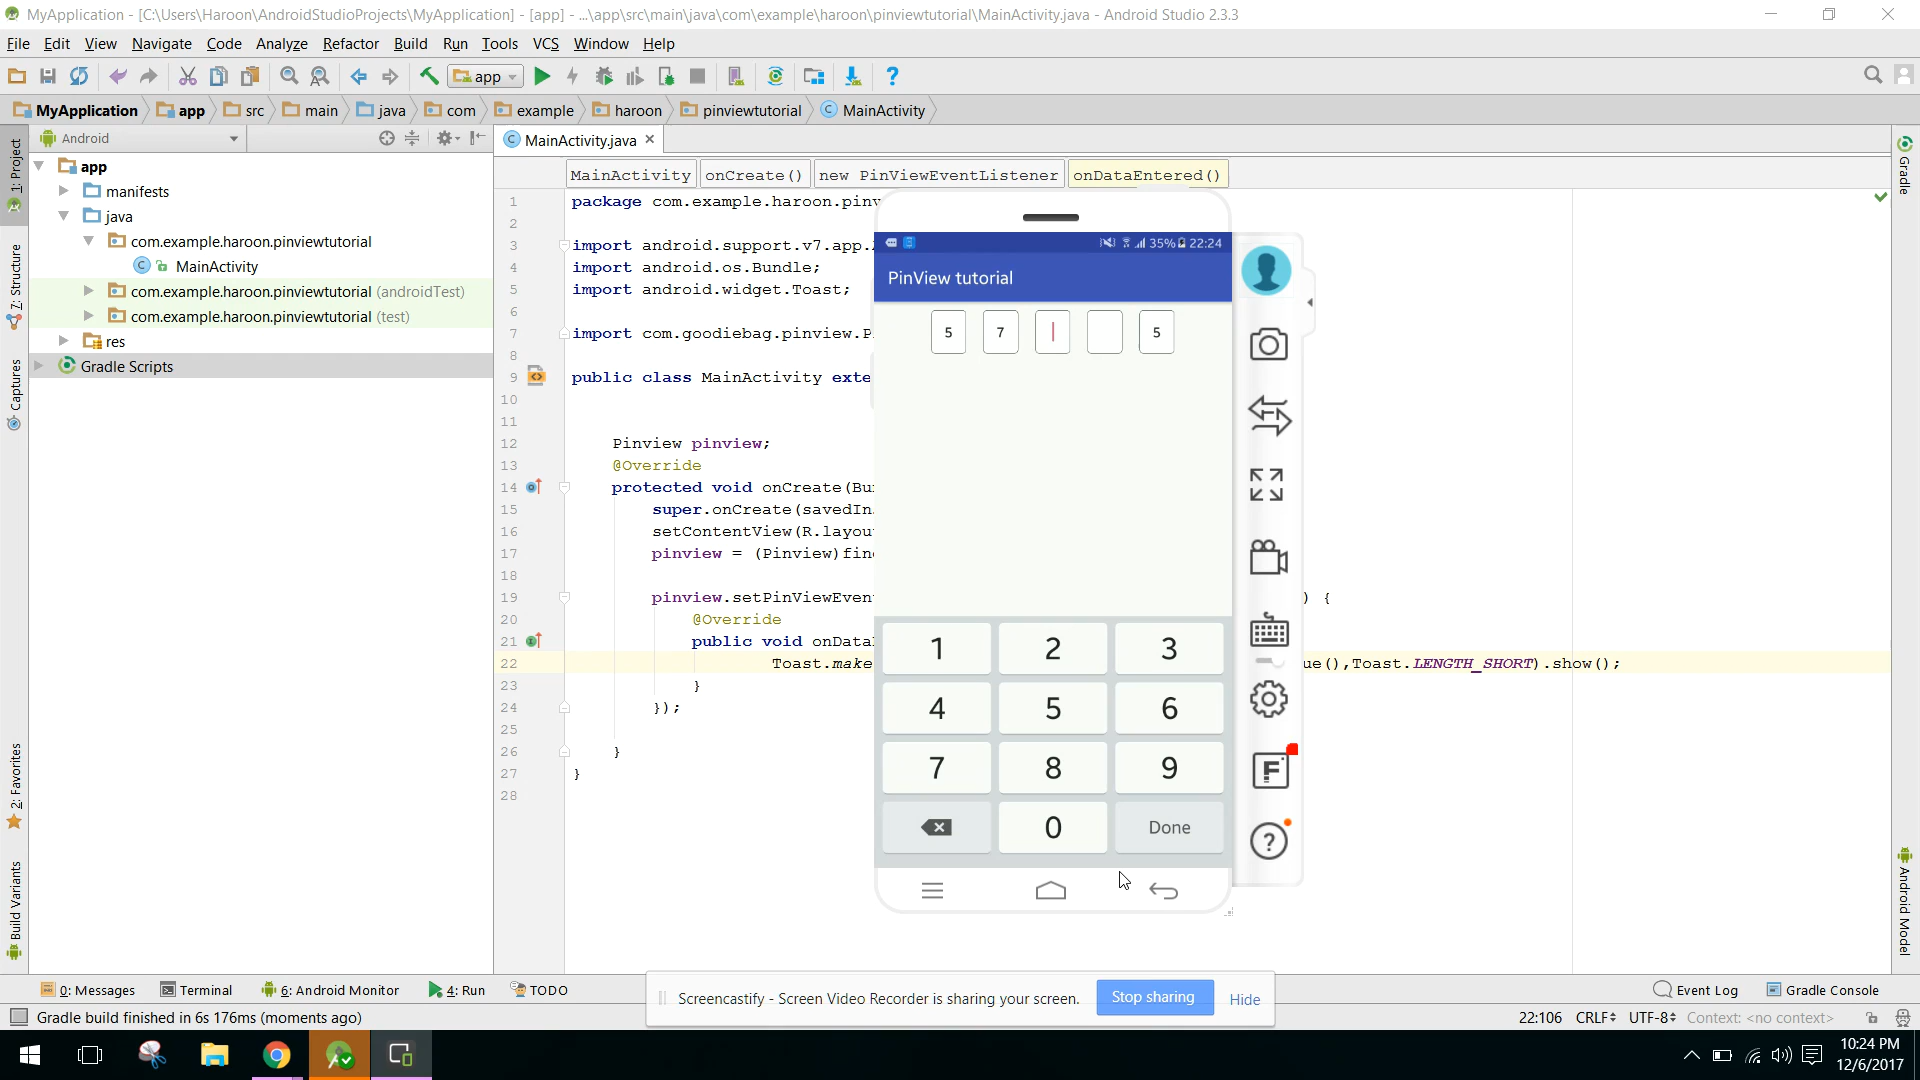 MyApplication - [C:\Users\Haroon\AndroidStudioProjects\MyApplication] - [app] - ...\app\src\main\java\com\example\haroon\pinviewtutorial\MainActivity.java - Android Studio 2.3.3
File Edit View Navigate Code Analyze Refactor Build Run Tools VCS Window Help
app
MyApplication app src main java com example haroon pinviewtutorial MainActivity
Android
MainActivity.java
1: Project
7: Structure
Captures
2: Favorites
Build Variants
app
manifests
java
com.example.haroon.pinviewtutorial
MainActivity
com.example.haroon.pinviewtutorial (androidTest)
com.example.haroon.pinviewtutorial (test)
res
Gradle Scripts
MainActivity onCreate() new PinViewEventListener onDataEntered()
1 package com.example.haroon.pinv
2
3 import android.support.v7.app.
4 import android.os.Bundle;
5 import android.widget.Toast;
6
7 import com.goodiebag.pinview.P
8
9 public class MainActivity exte
10
11
12 Pinview pinview;
13 @Override
14 protected void onCreate(Bu
15 super.onCreate(savedIn
16 setContentView(R.layou
17 pinview = (Pinview)fin
18
19 pinview.setPinViewEven ) {
20 @Override
21 public void onData
22 Toast.make ue(),Toast.LENGTH_SHORT).show();
23 }
24 });
25
26 }
27 }
28
35% 22:24
PinView tutorial
5 7 5
1 2 3
4 5 6
7 8 9
0 Done
F
?
Gradle
Android Model
0: Messages Terminal 6: Android Monitor 4: Run TODO
Screencastify - Screen Video Recorder is sharing your screen. Stop sharing Hide
Event Log Gradle Console
Gradle build finished in 6s 176ms (moments ago)
22:106 CRLF UTF-8 Context: <no context>
10:24 PM
12/6/2017